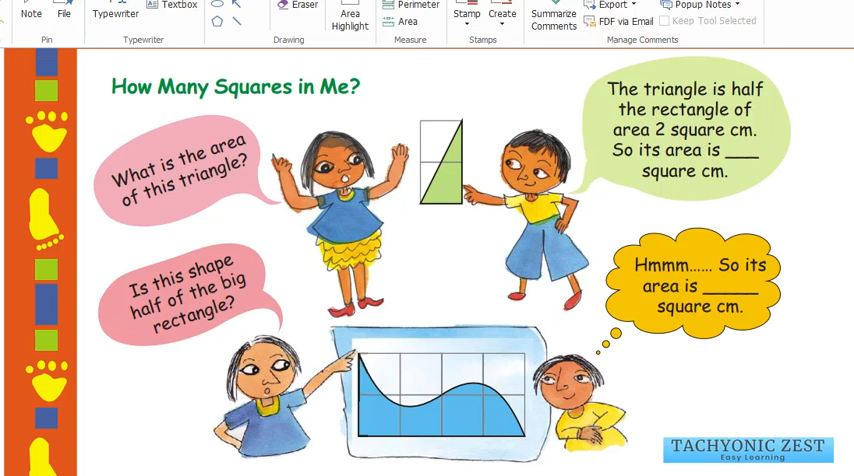 Note
File
Typewriter
Textbox
Eraser
Area
Highlight
Perimeter
Area
Stamp
Create
Summarize
Comments
Export
FDF via Email
Popup Notes
Keep Tool Selected
Pin
Typewriter
Drawing
Measure
Stamps
Manage Comments
How Many Squares in Me?
What is the area
of this triangle?
The triangle is half
the rectangle of
area 2 square cm.
So its area is ___
square cm.
Is this shape
half of the big
rectangle?
Hmmm...... So its
area is _____
square cm.
TACHYONIC ZEST
Easy Learning